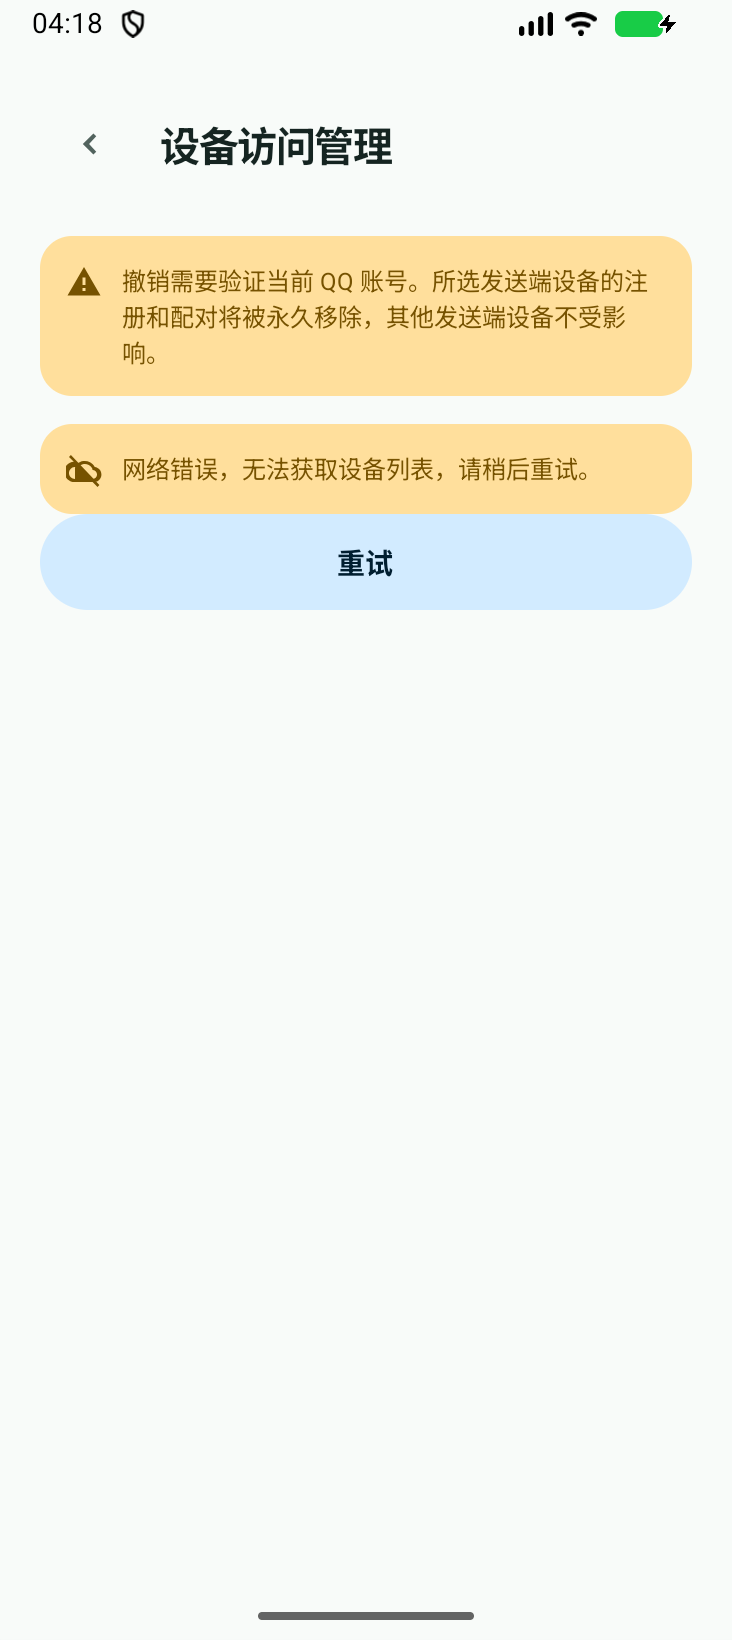 04:18
设备访问管理
撤销需要验证当前 QQ 账号。所选发送端设备的注
册和配对将被永久移除，其他发送端设备不受影
响。
网络错误，无法获取设备列表，请稍后重试。
重试